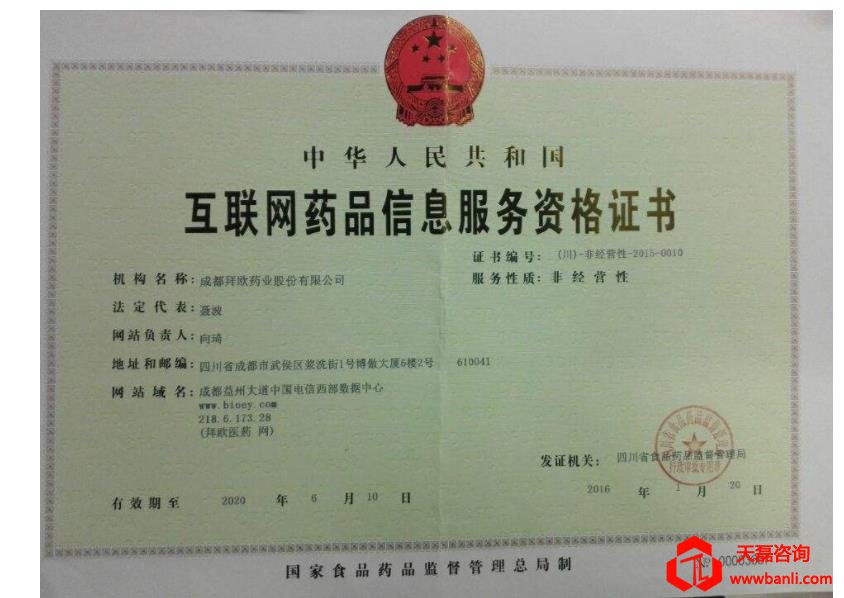 中华人民共和国
互联网药品信息服务资格证书
证书编号: (川)-非经营性-2015-0010
服务性质: 非经营性
机构名称: 成都拜欧药业股份有限公司
法定代表: 聂波
网站负责人: 向琦
地址和邮编: 四川省成都市武侯区浆洗街1号博傲大厦6楼2号 610041
网站域名: 成都益州大道中国电信西部数据中心
www.bioey.com
218.6.173.28
(拜欧医药 网)
发证机关: 四川省食品药品监督管理局
行政审批专用章
2016 年 1 月 20 日
有效期至 2020 年 6 月 10 日
国家食品药品监督管理总局制
天磊咨询
www.banli.com